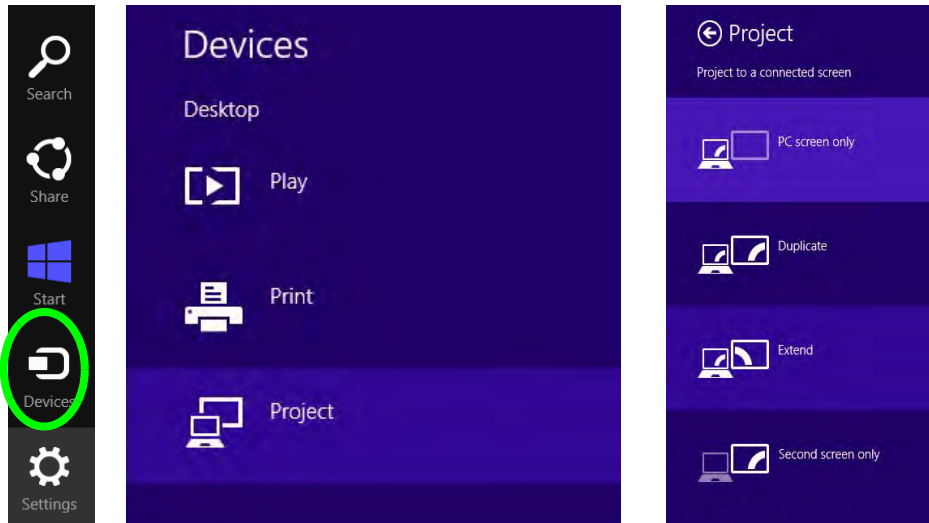 Search
Share
Start
Devices
Settings
Devices
Desktop
Play
Print
Project
Project
Project to a connected screen
PC screen only
Duplicate
Extend
Second screen only